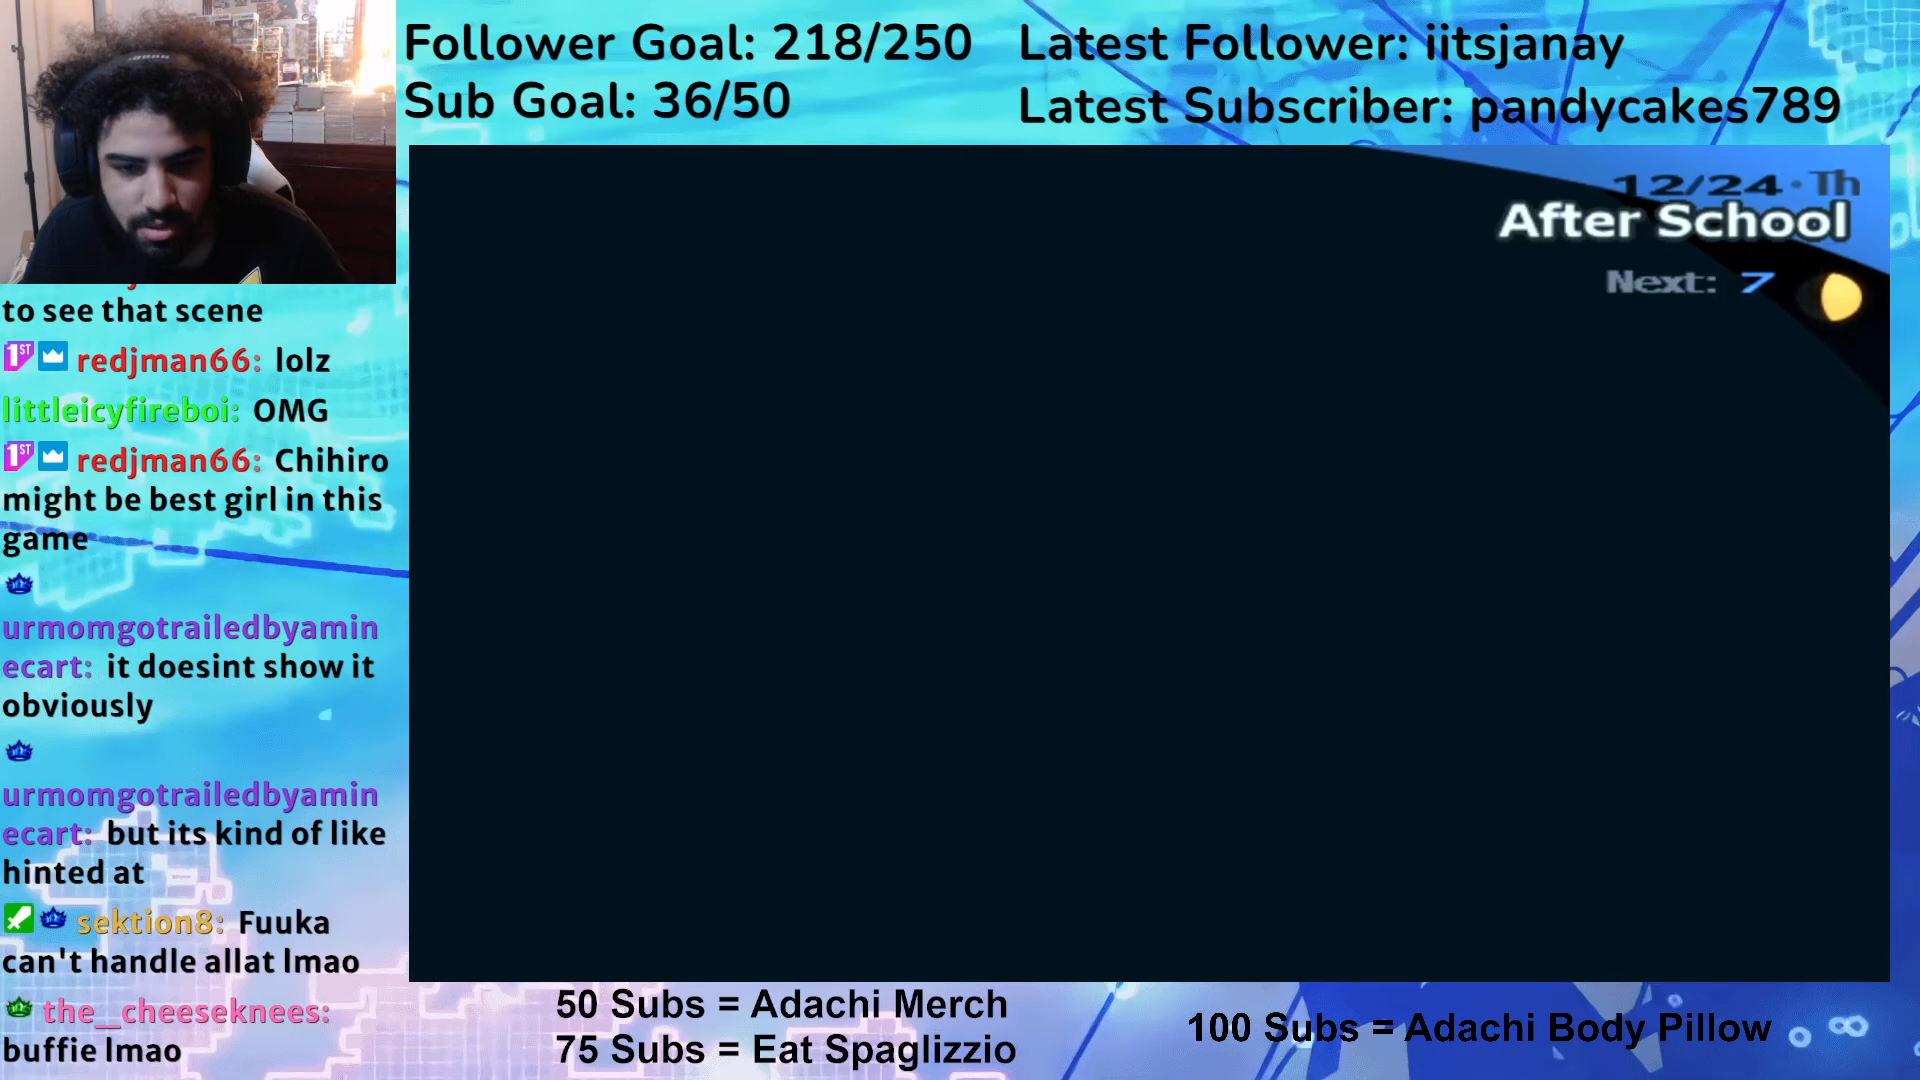 Follower Goal: 218/250
Sub Goal: 36/50
Latest Follower: iitsjanay
Latest Subscriber: pandycakes789
12/24 · Th
After School
Next: 7
to see that scene
1ST redjman66: lolz
littleicyfireboi: OMG
1ST redjman66: Chihiro
might be best girl in this
game
urmomgotrailedbyamin
ecart: it doesint show it
obviously
urmomgotrailedbyamin
ecart: but its kind of like
hinted at
sektion8: Fuuka
can't handle allat lmao
the__cheeseknees:
buffie lmao
50 Subs = Adachi Merch
75 Subs = Eat Spaglizzio
100 Subs = Adachi Body Pillow